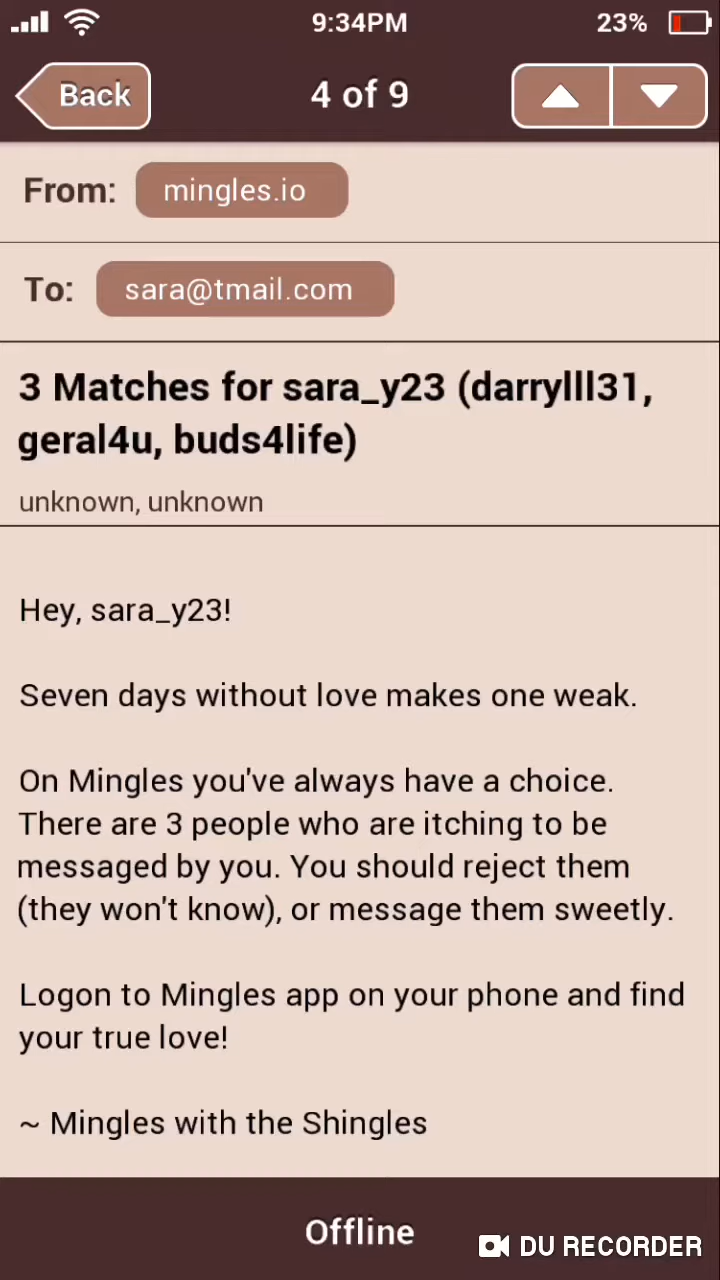 9:34PM
23%
Back
4 of 9
From: mingles.io
To: sara@tmail.com
3 Matches for sara_y23 (darrylll31,
geral4u, buds4life)
unknown, unknown
Hey, sara_y23!
Seven days without love makes one weak.
On Mingles you've always have a choice.
There are 3 people who are itching to be
messaged by you. You should reject them
(they won't know), or message them sweetly.
Logon to Mingles app on your phone and find
your true love!
~ Mingles with the Shingles
Offline
DU RECORDER